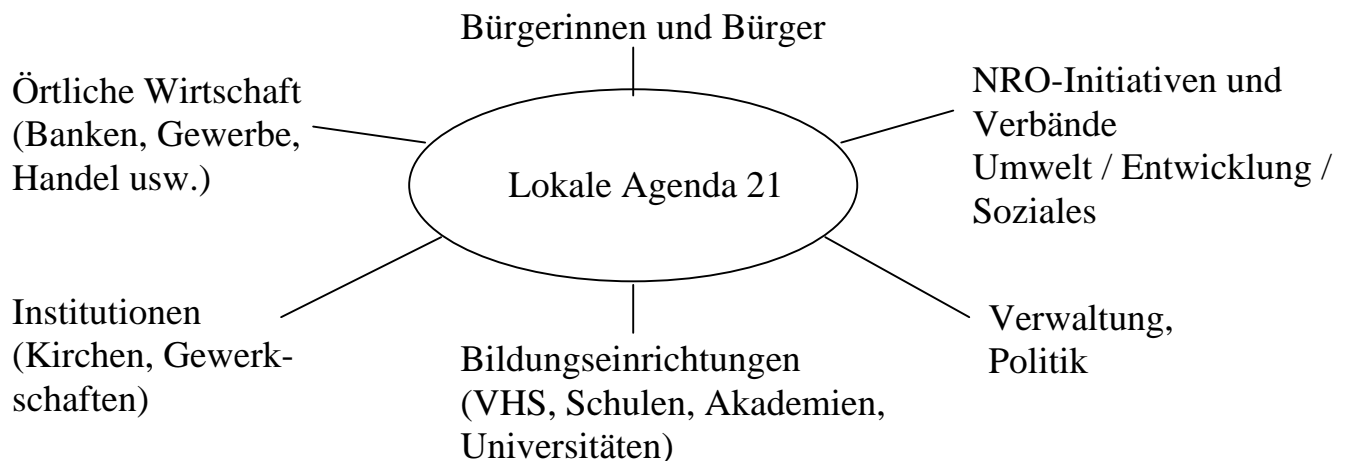 Bürgerinnen und Bürger
Örtliche Wirtschaft
(Banken, Gewerbe,
Handel usw.)
NRO-Initiativen und
Verbände
Umwelt / Entwicklung /
Soziales
Lokale Agenda 21
Institutionen
(Kirchen, Gewerk-
schaften)
Bildungseinrichtungen
(VHS, Schulen, Akademien,
Universitäten)
Verwaltung,
Politik